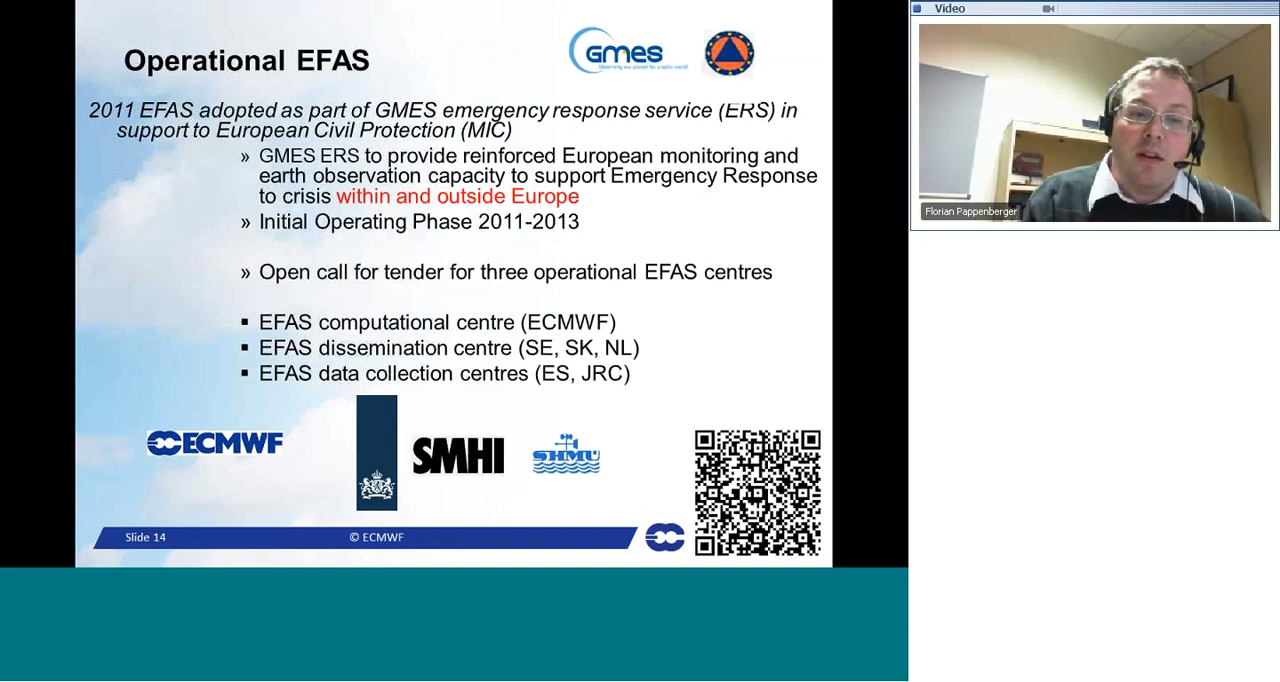 Operational EFAS
GMES
2011 EFAS adopted as part of GMES emergency response service (ERS) in
support to European Civil Protection (MIC)
» GMES ERS to provide reinforced European monitoring and
earth observation capacity to support Emergency Response
to crisis within and outside Europe
» Initial Operating Phase 2011-2013
» Open call for tender for three operational EFAS centres
▪ EFAS computational centre (ECMWF)
▪ EFAS dissemination centre (SE, SK, NL)
▪ EFAS data collection centres (ES, JRC)
ECMWF
SMHI
SHMU
Slide 14
© ECMWF
Video
Florian Pappenberger